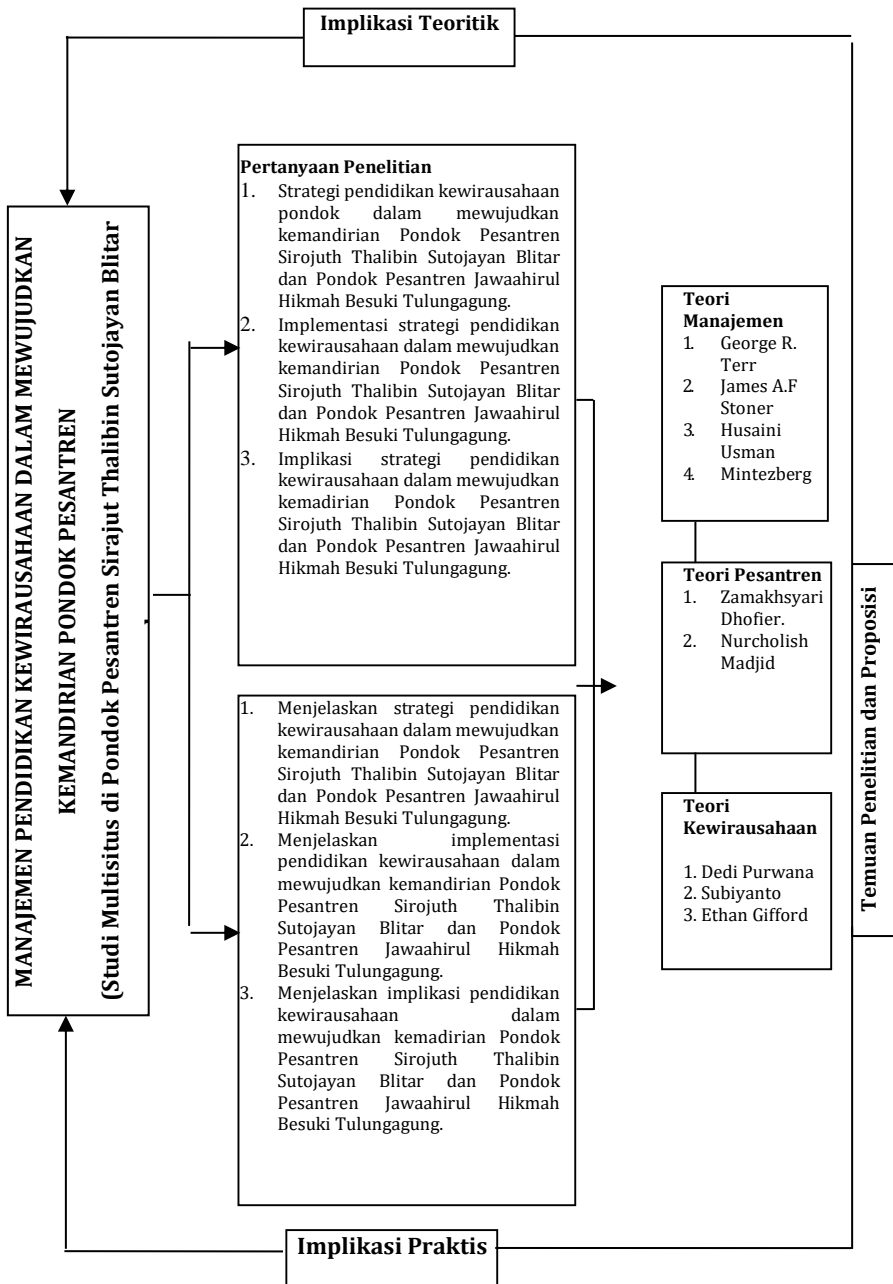 Implikasi Teoritik
MANAJEMEN PENDIDIKAN KEWIRAUSAHAAN DALAM MEWUJUDKAN
KEMANDIRIAN PONDOK PESANTREN
(Studi Multisitus di Pondok Pesantren Sirajut Thalibin Sutojayan Blitar
Pertanyaan Penelitian
1. Strategi pendidikan kewirausahaan
pondok dalam mewujudkan
kemandirian Pondok Pesantren
Sirojuth Thalibin Sutojayan Blitar
dan Pondok Pesantren Jawaahirul
Hikmah Besuki Tulungagung.
2. Implementasi strategi pendidikan
kewirausahaan dalam mewujudkan
kemandirian Pondok Pesantren
Sirojuth Thalibin Sutojayan Blitar
dan Pondok Pesantren Jawaahirul
Hikmah Besuki Tulungagung.
3. Implikasi strategi pendidikan
kewirausahaan dalam mewujudkan
kemadirian Pondok Pesantren
Sirojuth Thalibin Sutojayan Blitar
dan Pondok Pesantren Jawaahirul
Hikmah Besuki Tulungagung.
1. Menjelaskan strategi pendidikan
kewirausahaan dalam mewujudkan
kemandirian Pondok Pesantren
Sirojuth Thalibin Sutojayan Blitar
dan Pondok Pesantren Jawaahirul
Hikmah Besuki Tulungagung.
2. Menjelaskan implementasi
pendidikan kewirausahaan dalam
mewujudkan kemandirian Pondok
Pesantren Sirojuth Thalibin
Sutojayan Blitar dan Pondok
Pesantren Jawaahirul Hikmah
Besuki Tulungagung.
3. Menjelaskan implikasi pendidikan
kewirausahaan dalam
mewujudkan kemadirian Pondok
Pesantren Sirojuth Thalibin
Sutojayan Blitar dan Pondok
Pesantren Jawaahirul Hikmah
Besuki Tulungagung.
Teori
Manajemen
1. George R.
Terr
2. James A.F
Stoner
3. Husaini
Usman
4. Mintezberg
Teori Pesantren
1. Zamakhsyari
Dhofier.
2. Nurcholish
Madjid
Teori
Kewirausahaan
1. Dedi Purwana
2. Subiyanto
3. Ethan Gifford
Temuan Penelitian dan Proposisi
Implikasi Praktis